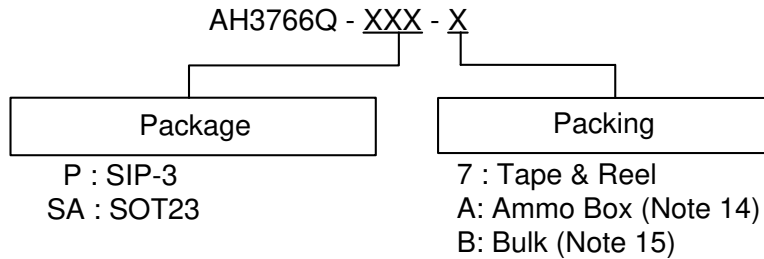 AH3766Q - XXX - X
Package
P : SIP-3
SA : SOT23
Packing
7 : Tape & Reel
A: Ammo Box (Note 14)
B: Bulk (Note 15)